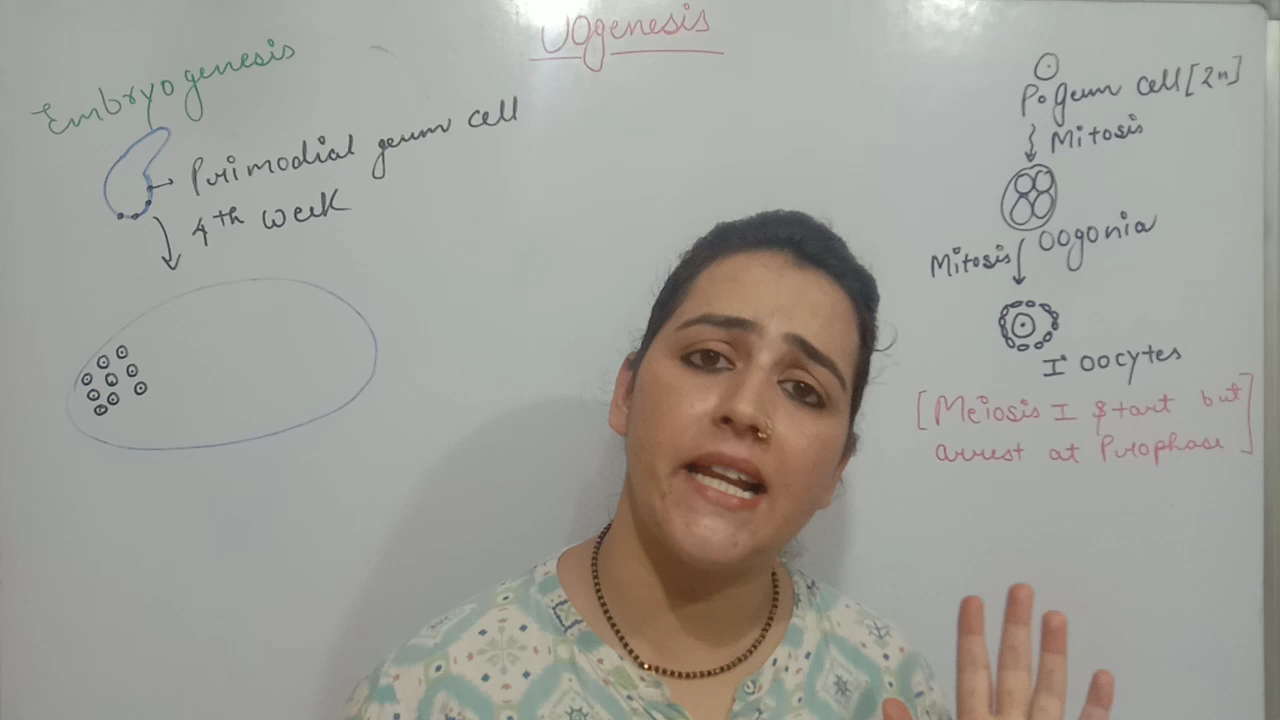 OOgenesis
Embryogenesis
Primodial germ cell
4th week
P. Germ cell [2n]
Mitosis
Oogonia
Mitosis
I° oocytes
[Meiosis I start but
arrest at Prophase]